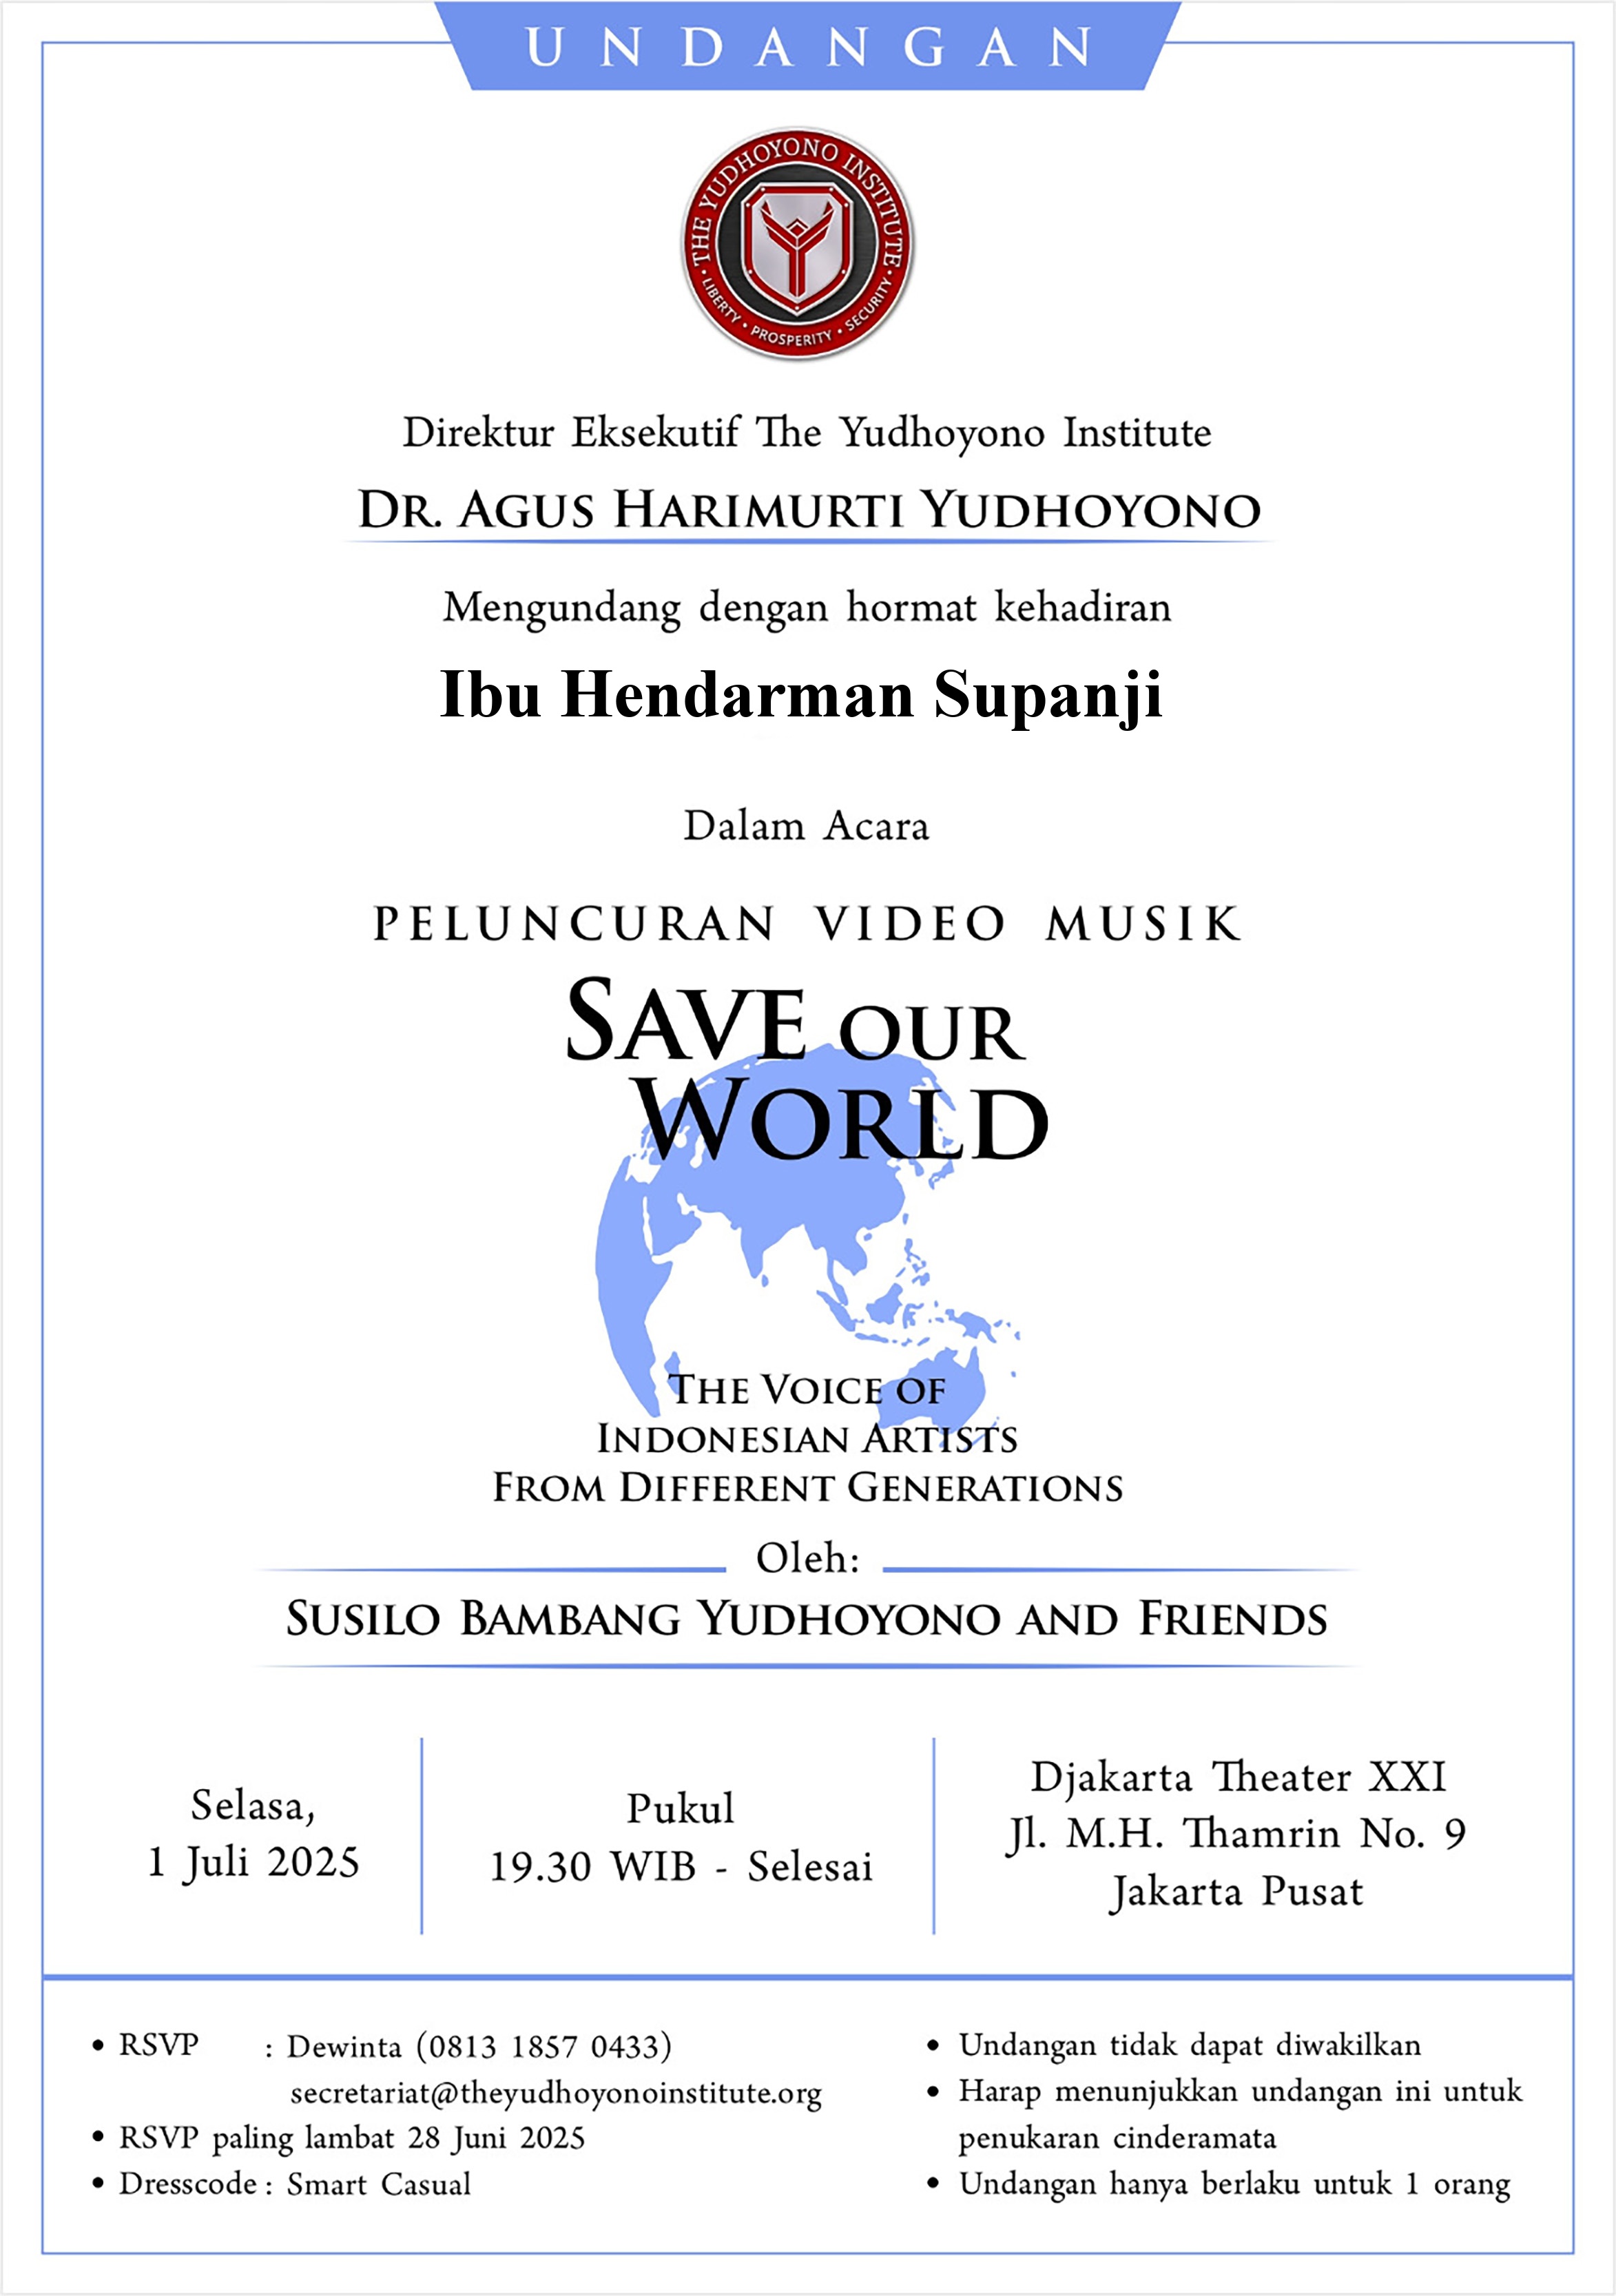 UNDANGAN
THE YUDHOYONO INSTITUTE
LIBERTY • PROSPERITY • SECURITY
Direktur Eksekutif The Yudhoyono Institute
DR. AGUS HARIMURTI YUDHOYONO
Mengundang dengan hormat kehadiran
Ibu Hendarman Supanji
Dalam Acara
PELUNCURAN VIDEO MUSIK
SAVE OUR
WORLD
THE VOICE OF
INDONESIAN ARTISTS
FROM DIFFERENT GENERATIONS
Oleh:
SUSILO BAMBANG YUDHOYONO AND FRIENDS
Selasa,
1 Juli 2025
Pukul
19.30 WIB - Selesai
Djakarta Theater XXI
Jl. M.H. Thamrin No. 9
Jakarta Pusat
• RSVP : Dewinta (0813 1857 0433)
secretariat@theyudhoyonoinstitute.org
• RSVP paling lambat 28 Juni 2025
• Dresscode : Smart Casual
• Undangan tidak dapat diwakilkan
• Harap menunjukkan undangan ini untuk
penukaran cinderamata
• Undangan hanya berlaku untuk 1 orang